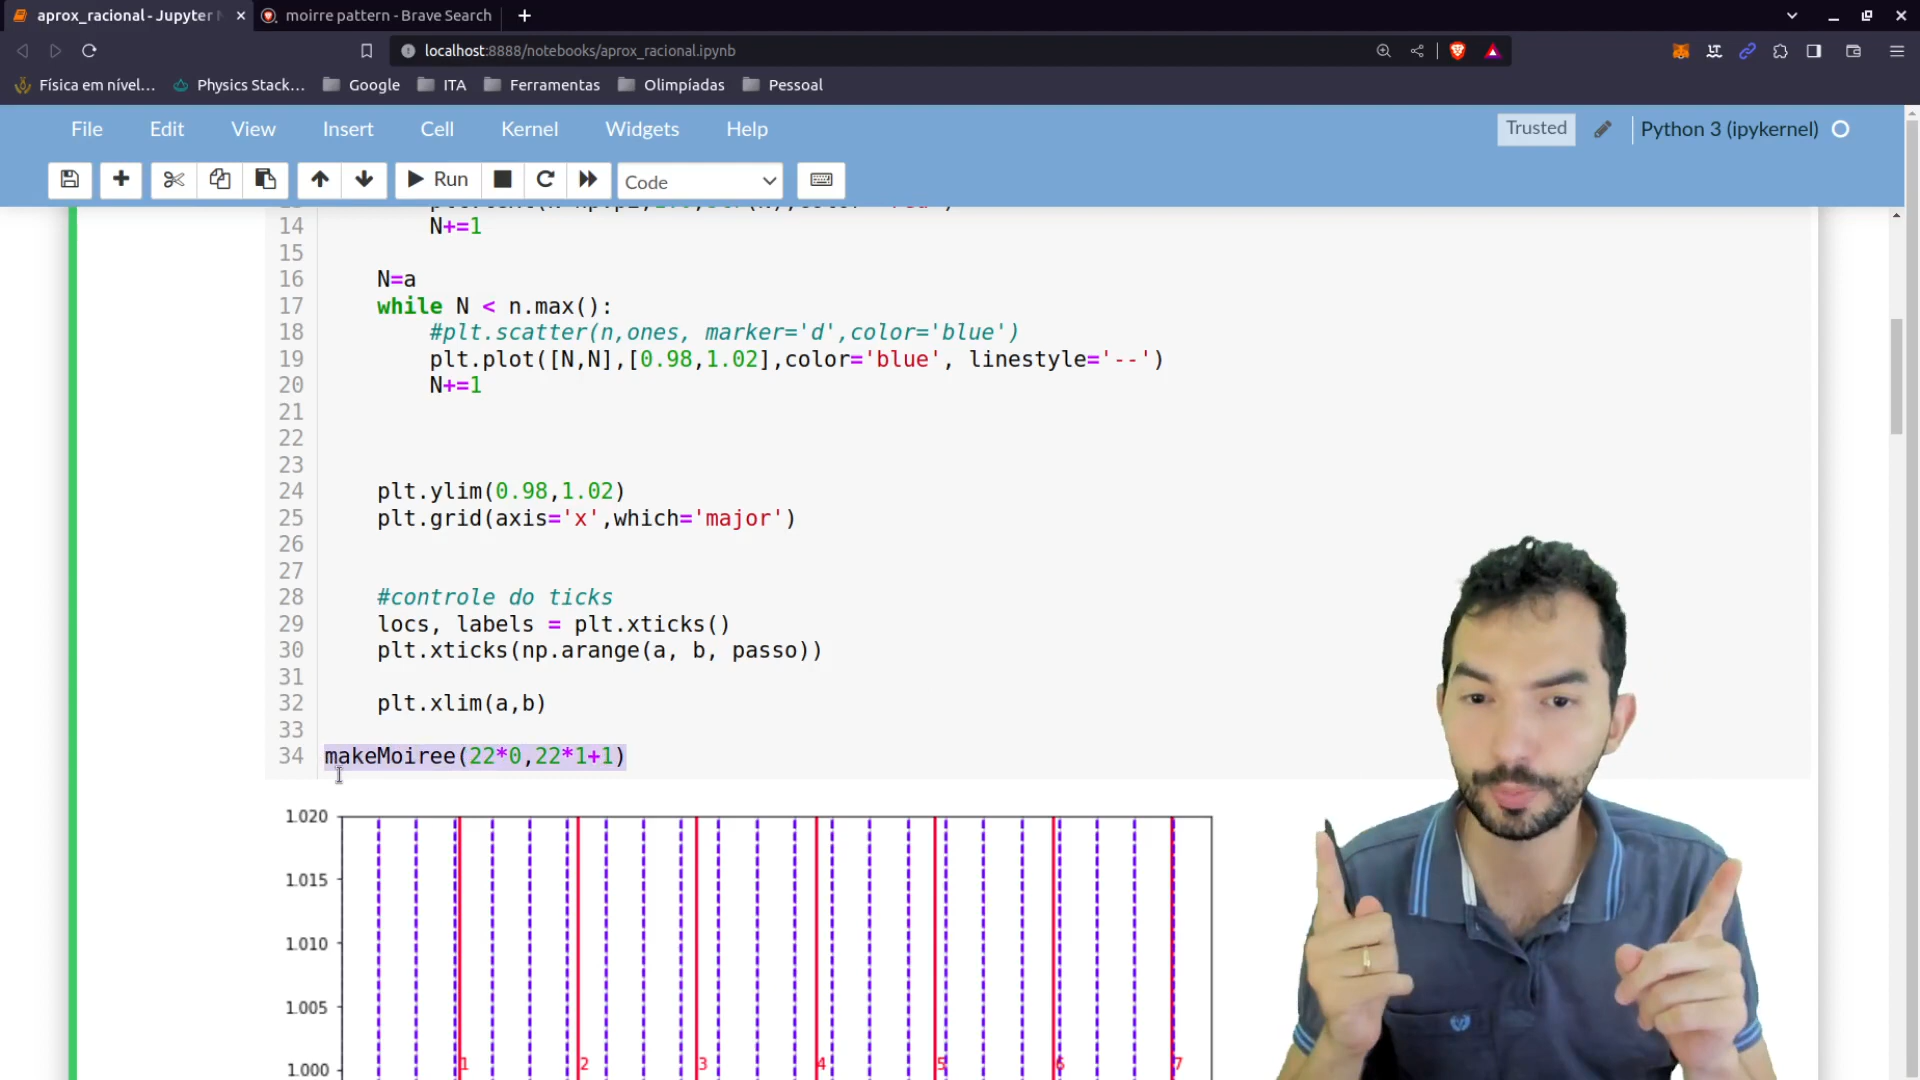 aprox_racional - Jupyter
moirre pattern - Brave Search
localhost:8888/notebooks/aprox_racional.ipynb
Física em nível...
Physics Stack...
Google
ITA
Ferramentas
Olimpíadas
Pessoal
File Edit View Insert Cell Kernel Widgets Help
Trusted
Python 3 (ipykernel)
Run
Code
14 N+=1
15
16 N=a
17 while N < n.max():
18 #plt.scatter(n,ones, marker='d',color='blue')
19 plt.plot([N,N],[0.98,1.02],color='blue', linestyle='--')
20 N+=1
21
22
23
24 plt.ylim(0.98,1.02)
25 plt.grid(axis='x',which='major')
26
27
28 #controle do ticks
29 locs, labels = plt.xticks()
30 plt.xticks(np.arange(a, b, passo))
31
32 plt.xlim(a,b)
33
34 makeMoiree(22*0,22*1+1)
1.020
1.015
1.010
1.005
1.000
1 2 3 4 5 6 7